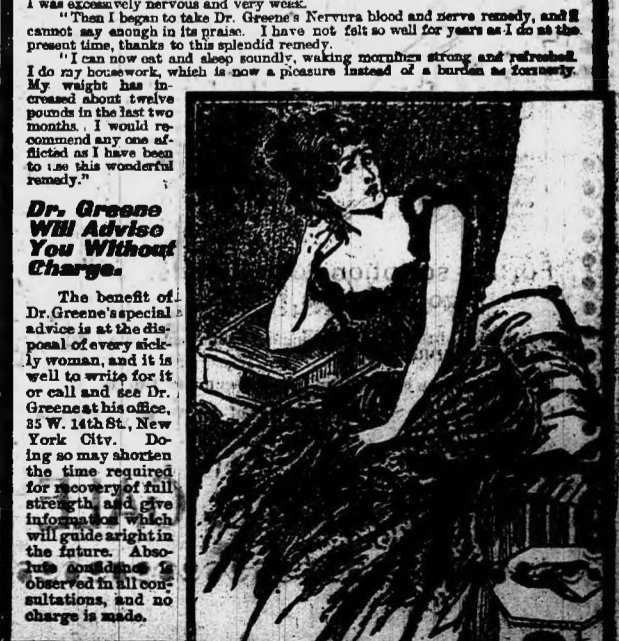 I was excessively nervous and very weak.
"Then I began to take Dr. Greene's Nervura blood and nerve remedy, and I
cannot say enough in its praise. I have not felt so well for years as I do at the
present time, thanks to this splendid remedy.
"I can now eat and sleep soundly, waking mornings strong and refreshed.
I do my housework, which is now a pleasure instead of a burden as formerly.
My weight has in-
creased about twelve
pounds in the last two
months. I would re-
commend any one af-
flicted as I have been
to use this wonderful
remedy."
Dr. Greene
Will Advise
You Without
Charge.
The benefit of
Dr. Greene's special
advice is at the dis-
posal of every sick-
ly woman, and it is
well to write for it
or call and see Dr.
Greene at his office,
35 W. 14th St., New
York City. Do-
ing so may shorten
the time required
for recovery of full
strength, and give
information which
will guide aright in
the future. Abso-
lute confidence is
observed in all con-
sultations, and no
charge is made.